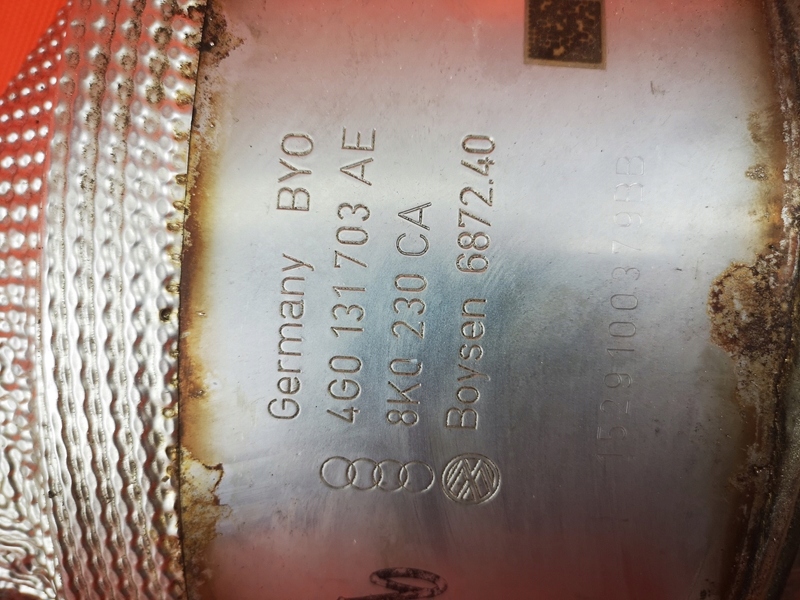 Germany BYO
4G0 131 703 AE
8K0 230 CA
Boysen 6872.40